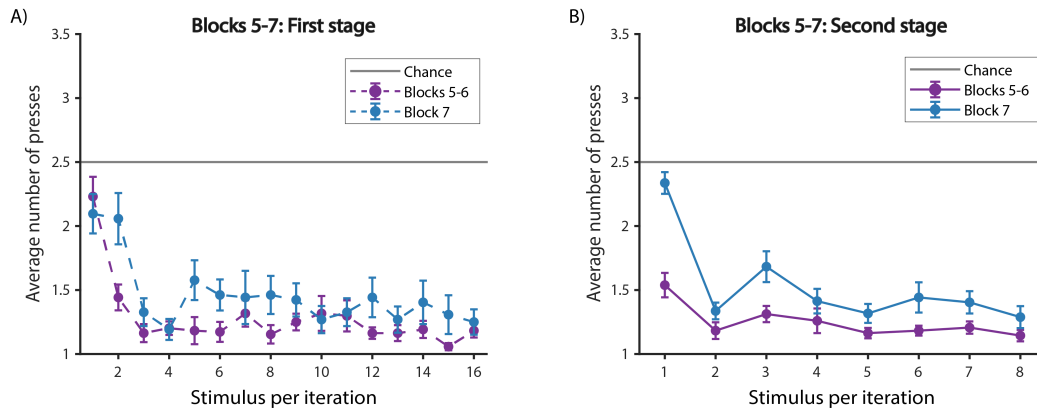 A)
Blocks 5-7: First stage
3.5
3
2.5
2
1.5
1
Average number of presses
Chance
Blocks 5-6
Block 7
2 4 6 8 10 12 14 16
Stimulus per iteration
B)
Blocks 5-7: Second stage
3.5
3
2.5
2
1.5
1
Average number of presses
Chance
Blocks 5-6
Block 7
1 2 3 4 5 6 7 8
Stimulus per iteration